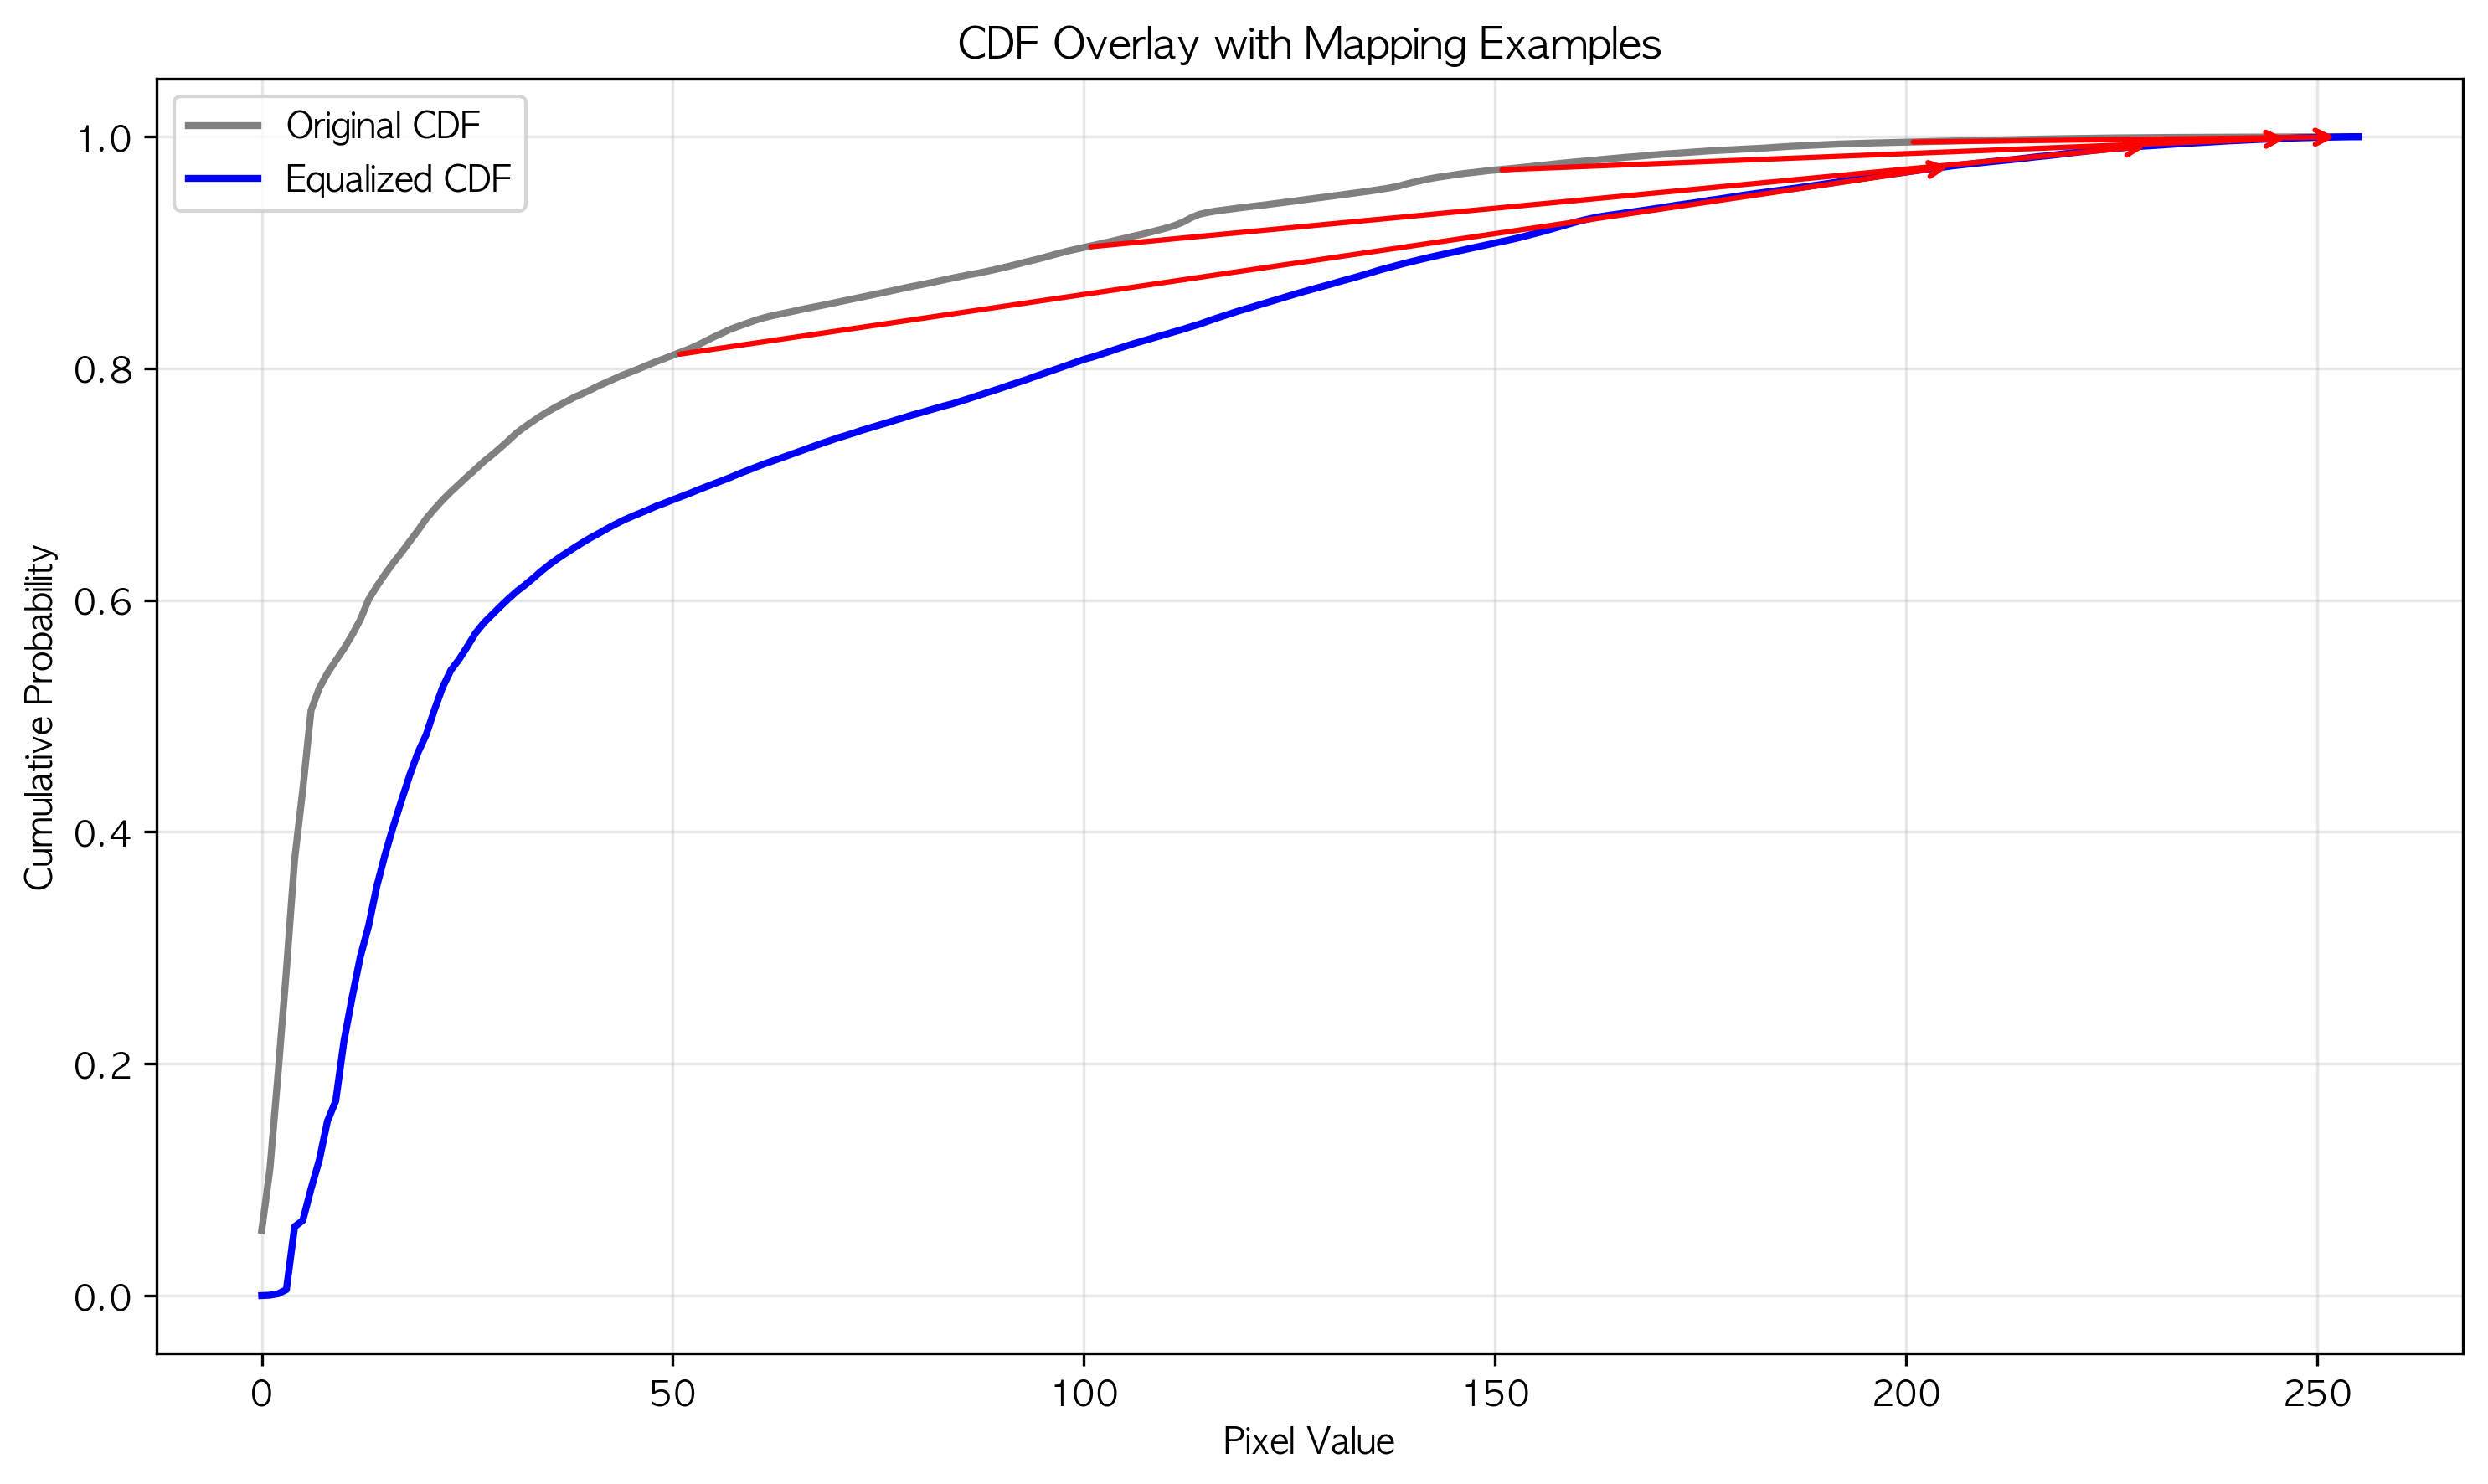 CDF Overlay with Mapping Examples
Original CDF
Equalized CDF
1.0
0.8
0.6
0.4
0.2
0.0
Cumulative Probability
0 50 100 150 200 250
Pixel Value